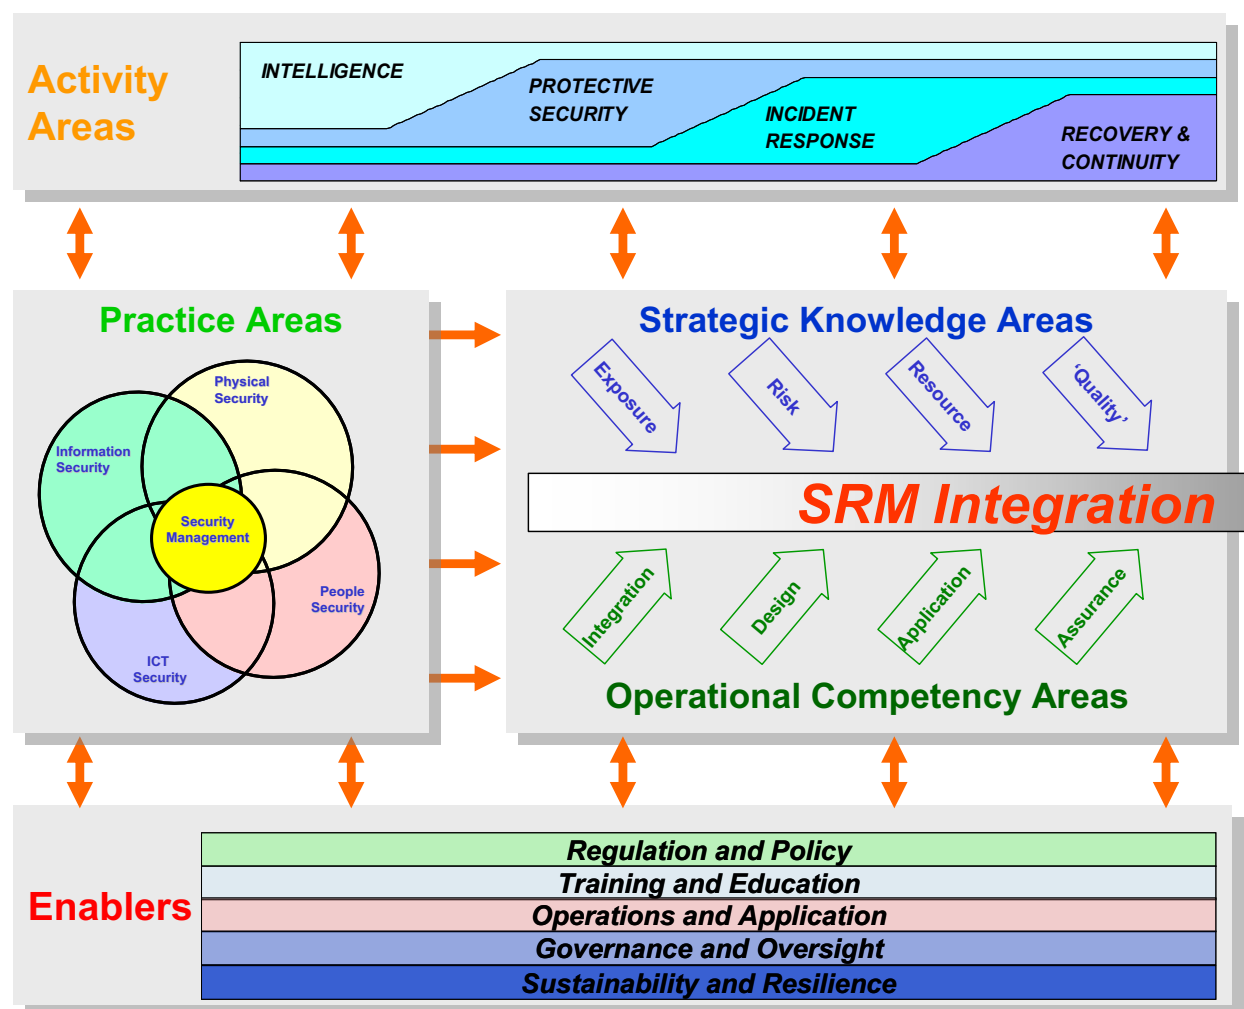 Activity
Areas
INTELLIGENCE
PROTECTIVE
SECURITY
INCIDENT
RESPONSE
RECOVERY &
CONTINUITY
Practice Areas
Physical
Security
Information
Security
Security
Management
People
Security
ICT
Security
Strategic Knowledge Areas
Exposure
Risk
Resource
‘Quality’
SRM Integration
Integration
Design
Application
Assurance
Operational Competency Areas
Enablers
Regulation and Policy
Training and Education
Operations and Application
Governance and Oversight
Sustainability and Resilience